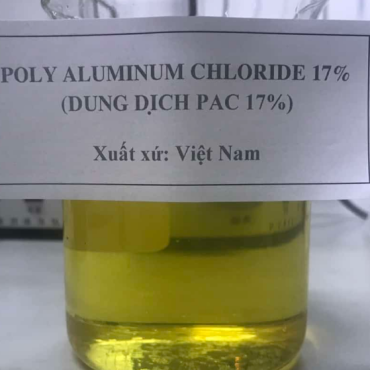 POLY ALUMINUM CHLORIDE 17%
(DUNG DỊCH PAC 17%)
Xuất xứ: Việt Nam